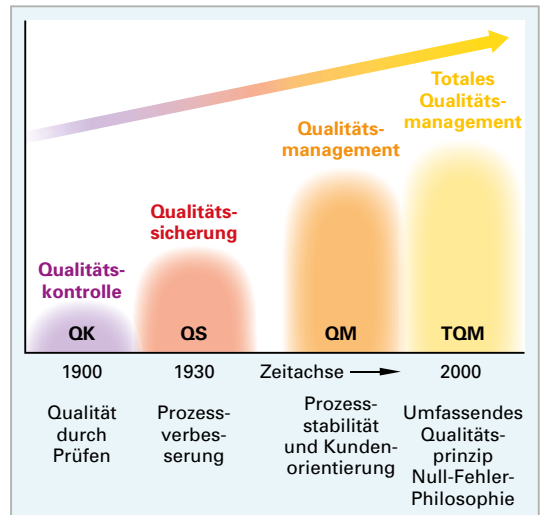 Totales
Qualitäts-
management
Qualitäts-
management
Qualitäts-
sicherung
Qualitäts-
kontrolle
QK QS QM TQM
1900 1930 Zeitachse 2000
Qualität
durch
Prüfen
Prozess-
verbes-
serung
Prozess-
stabilität
und Kunden-
orientierung
Umfassendes
Qualitäts-
prinzip
Null-Fehler-
Philosophie